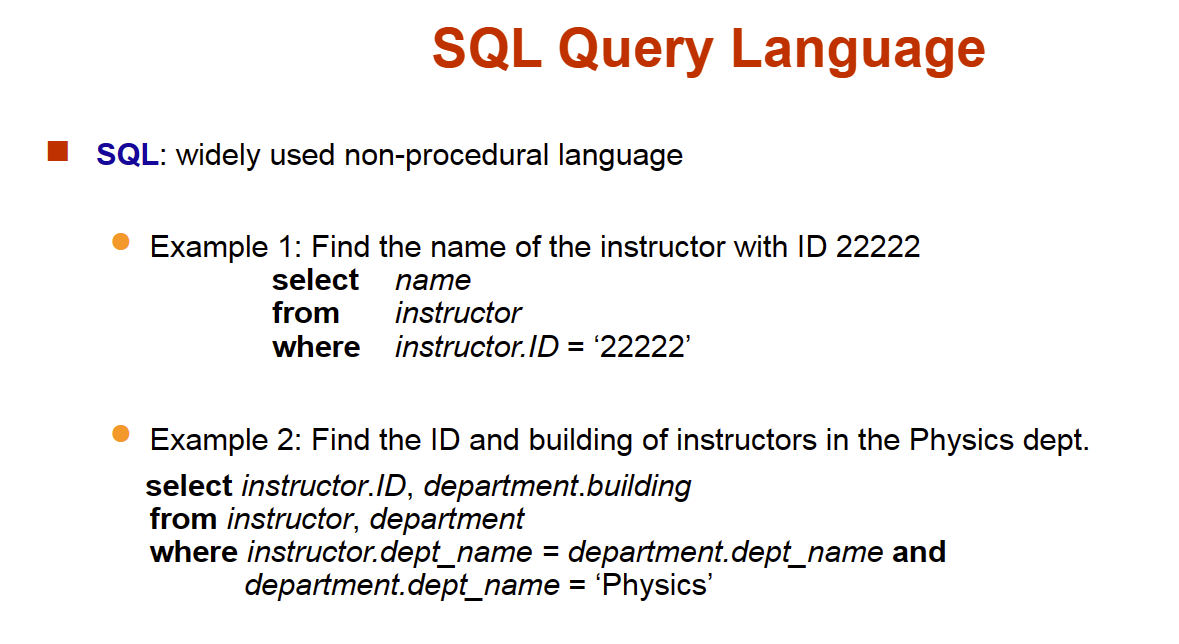 SQL Query Language
SQL: widely used non-procedural language
Example 1: Find the name of the instructor with ID 22222
select name
from instructor
where instructor.ID = ‘22222’
Example 2: Find the ID and building of instructors in the Physics dept.
select instructor.ID, department.building
from instructor, department
where instructor.dept_name = department.dept_name and
department.dept_name = ‘Physics’